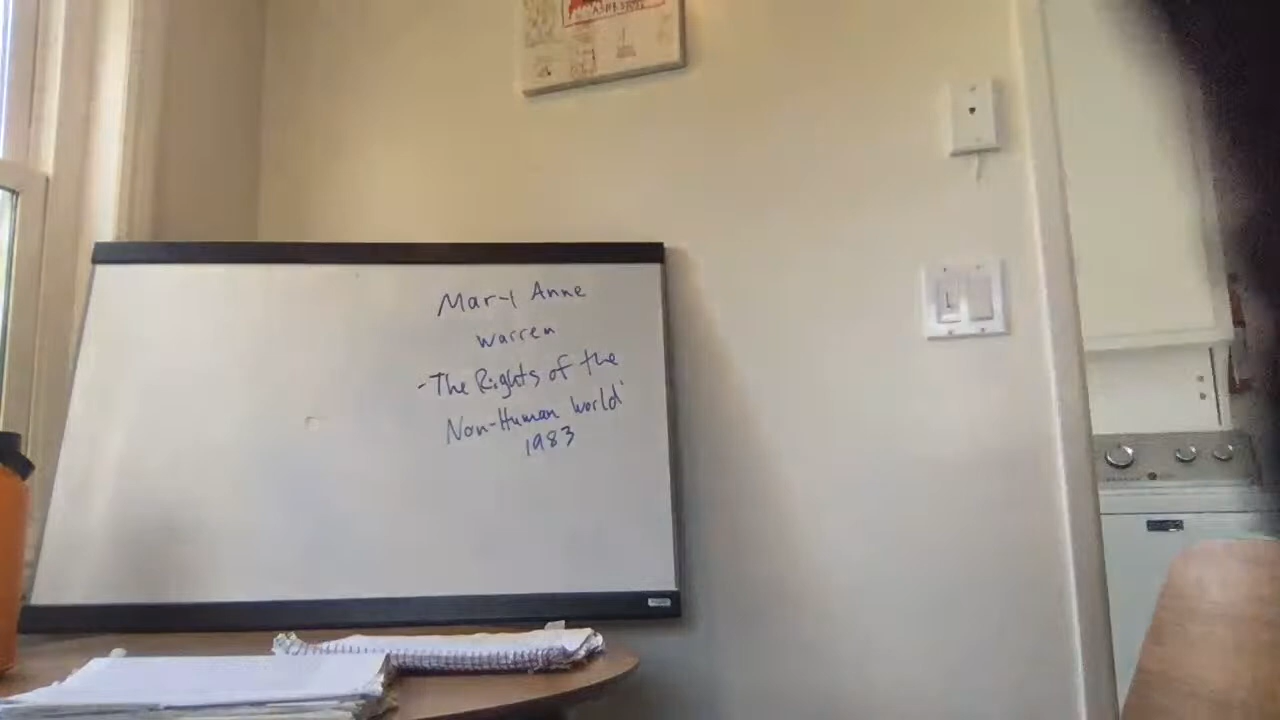 Mary Anne
Warren
-The Rights of the
Non-Human World'
1983